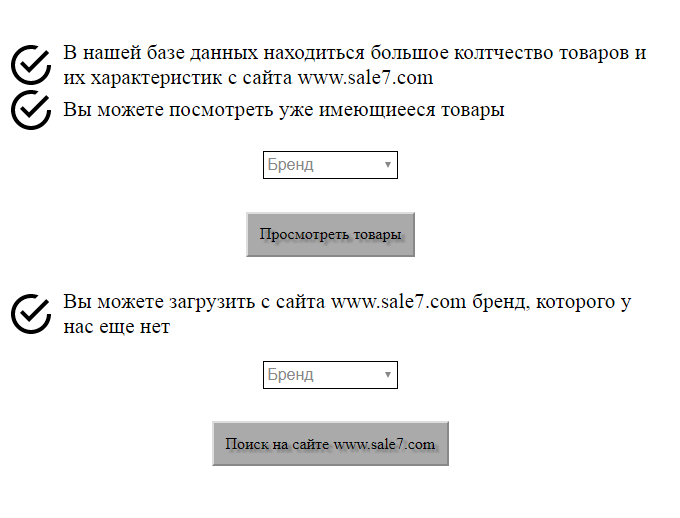 В нашей базе данных находиться большое колтчество товаров и
их характеристик с сайта www.sale7.com
Вы можете посмотреть уже имеющиееся товары
Бренд
Просмотреть товары
Вы можете загрузить с сайта www.sale7.com бренд, которого у
нас еще нет
Бренд
Поиск на сайте www.sale7.com